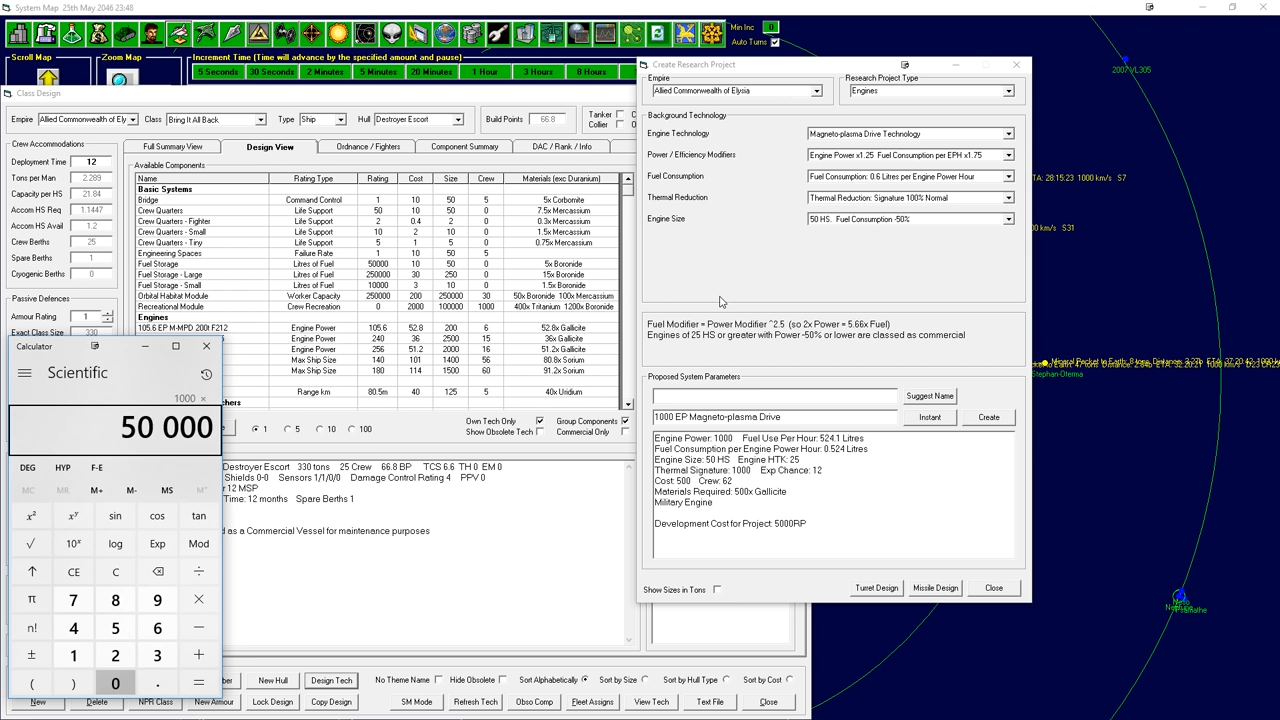 System Map 25th May 2046 23:48
Min Inc 0
Auto Turns
Scroll Map
Zoom Map
Increment Time (Time will advance by the specified amount and pause)
5 Seconds 30 Seconds 2 Minutes 5 Minutes 20 Minutes 1 Hour 3 Hours 8 Hours
2007 VL305
Class Design
Empire Allied Commonwealth of Ely Class Bring It All Back Type Ship Hull Destroyer Escort Build Points 66.8 Tanker
Collier
Crew Accommodations
Deployment Time 12
Tons per Man 2.289
Capacity per HS 21.84
Accom HS Req 1.1447
Accom HS Avail 1.2
Crew Berths 25
Spare Berths 1
Cryogenic Berths 0
Passive Defences
Armour Rating 1
Exact Class Size 330
Full Summary View Design View Ordnance / Fighters Component Summary DAC / Rank / Info
Available Components
Name Rating Type Rating Cost Size Crew Materials (exc Duranium)
Basic Systems
Bridge Command Control 1 10 50 5 5x Corbomite
Crew Quarters Life Support 50 10 50 0 7.5x Mercassium
Crew Quarters - Fighter Life Support 2 0.4 2 0 0.3x Mercassium
Crew Quarters - Small Life Support 10 2 10 0 1.5x Mercassium
Crew Quarters - Tiny Life Support 5 1 5 0 0.75x Mercassium
Engineering Spaces Failure Rate 1 10 50 5
Fuel Storage Litres of Fuel 50000 10 50 0 5x Boronide
Fuel Storage - Large Litres of Fuel 250000 30 250 0 15x Boronide
Fuel Storage - Small Litres of Fuel 10000 3 10 0 1.5x Boronide
Orbital Habitat Module Worker Capacity 250000 200 250000 30 50x Boronide 100x Mercassium
Recreational Module Crew Recreation 0 2000 100000 1000 400x Tritanium 1200x Boronide
Engines
105.6 EP M-MPD 200t F212 Engine Power 105.6 52.8 200 6 52.8x Gallicite
Engine Power 240 36 2500 15 36x Gallicite
Engine Power 256 51.2 2000 16 51.2x Gallicite
Max Ship Size 140 101 1400 56 80.8x Sorium
Max Ship Size 180 114 1500 60 91.2x Sorium
Range km 80.5m 40 125 5 40x Uridium
chers
1 5 10 100
Own Tech Only Group Components
Show Obsolete Tech Commercial Only
Destroyer Escort 330 tons 25 Crew 66.8 BP TCS 6.6 TH 0 EM 0
Shields 0-0 Sensors 1/1/0/0 Damage Control Rating 4 PPV 0
12 MSP
Time: 12 months Spare Berths 1
d as a Commercial Vessel for maintenance purposes
New Hull Design Tech No Theme Name Hide Obsolete Sort Alphabetically Sort by Size Sort by Hull Type Sort by Cost
New Delete NPR Class New Armour Lock Design Copy Design SM Mode Refresh Tech Obso Comp Fleet Assigns View Tech Text File Close
Calculator
Scientific
1000 ×
50 000
DEG HYP F-E
MC MR M+ M- MS
x² xʸ sin cos tan
√ 10ˣ log Exp Mod
↑ CE C ÷
π 7 8 9 ×
n! 4 5 6 −
± 1 2 3 +
( ) 0 . =
Create Research Project
Empire
Allied Commonwealth of Elysia
Research Project Type
Engines
Background Technology
Engine Technology Magneto-plasma Drive Technology
Power / Efficiency Modifiers Engine Power x1.25 Fuel Consumption per EPH x1.75
Fuel Consumption Fuel Consumption: 0.6 Litres per Engine Power Hour
Thermal Reduction Thermal Reduction: Signature 100% Normal
Engine Size 50 HS. Fuel Consumption -50%
Fuel Modifier = Power Modifier ^2.5 (so 2x Power = 5.66x Fuel)
Engines of 25 HS or greater with Power -50% or lower are classed as commercial
Proposed System Parameters
Suggest Name
1000 EP Magneto-plasma Drive Instant Create
Engine Power: 1000 Fuel Use Per Hour: 524.1 Litres
Fuel Consumption per Engine Power Hour: 0.524 Litres
Engine Size: 50 HS Engine HTK: 25
Thermal Signature: 1000 Exp Chance: 12
Cost: 500 Crew: 62
Materials Required: 500x Gallicite
Military Engine
Development Cost for Project: 5000RP
Show Sizes in Tons Turret Design Missile Design Close
TA: 28:15:23 1000 km/s S7
00 km/s S31
Stephan-Oterma
Psamathe